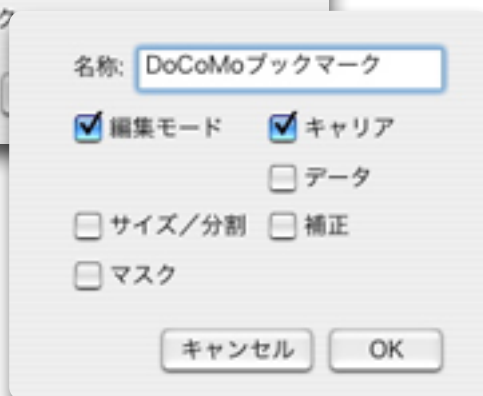 ク
名称: DoCoMoブックマーク
編集モード キャリア
データ
サイズ/分割 補正
マスク
キャンセル OK